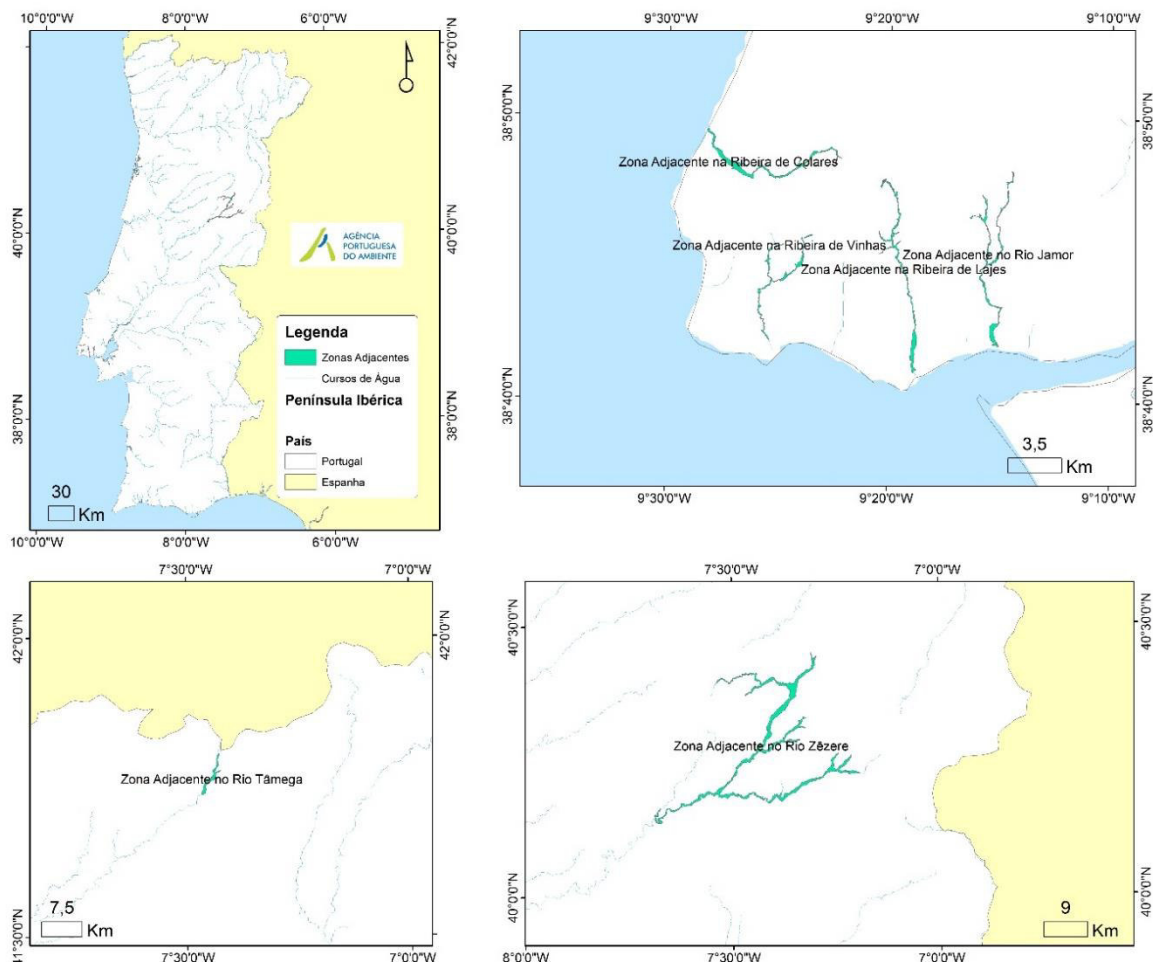 10°0'0"W 8°0'0"W 6°0'0"W
42°0'0"N
40°0'0"N
40°0'0"N
38°0'0"N
38°0'0"N
AGÊNCIA
PORTUGUESA
DO AMBIENTE
Legenda
Zonas Adjacentes
Cursos de Água
Península Ibérica
País
Portugal
Espanha
30
Km
10°0'0"W 8°0'0"W 6°0'0"W
9°30'0"W 9°20'0"W 9°10'0"W
38°50'0"N
38°50'0"N
Zona Adjacente na Ribeira de Colares
Zona Adjacente na Ribeira de Vinhas
Zona Adjacente no Rio Jamor
Zona Adjacente na Ribeira de Lajes
38°40'0"N
38°40'0"N
3,5
Km
9°30'0"W 9°20'0"W 9°10'0"W
7°30'0"W 7°0'0"W
42°0'0"N
42°0'0"N
Zona Adjacente no Rio Tâmega
7,5
Km
41°30'0"N
7°30'0"W 7°0'0"W
7°30'0"W 7°0'0"W
40°30'0"N
40°30'0"N
Zona Adjacente no Rio Zêzere
40°0'0"N
40°0'0"N
9
Km
8°0'0"W 7°30'0"W 7°0'0"W